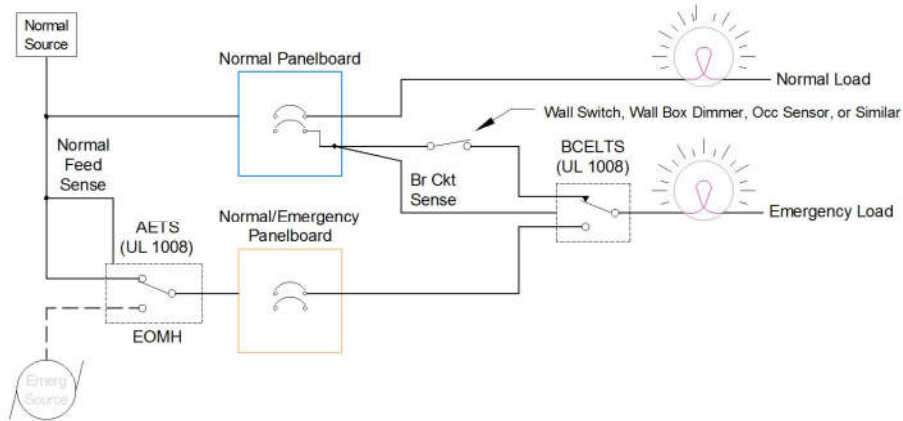 Normal
Source
Normal Panelboard
Normal Load
Wall Switch, Wall Box Dimmer, Occ Sensor, or Similar
Normal
Feed
Sense
BCELTS
(UL 1008)
Br Ckt
Sense
Emergency Load
AETS
(UL 1008)
Normal/Emergency
Panelboard
EOMH
Emerg
Source